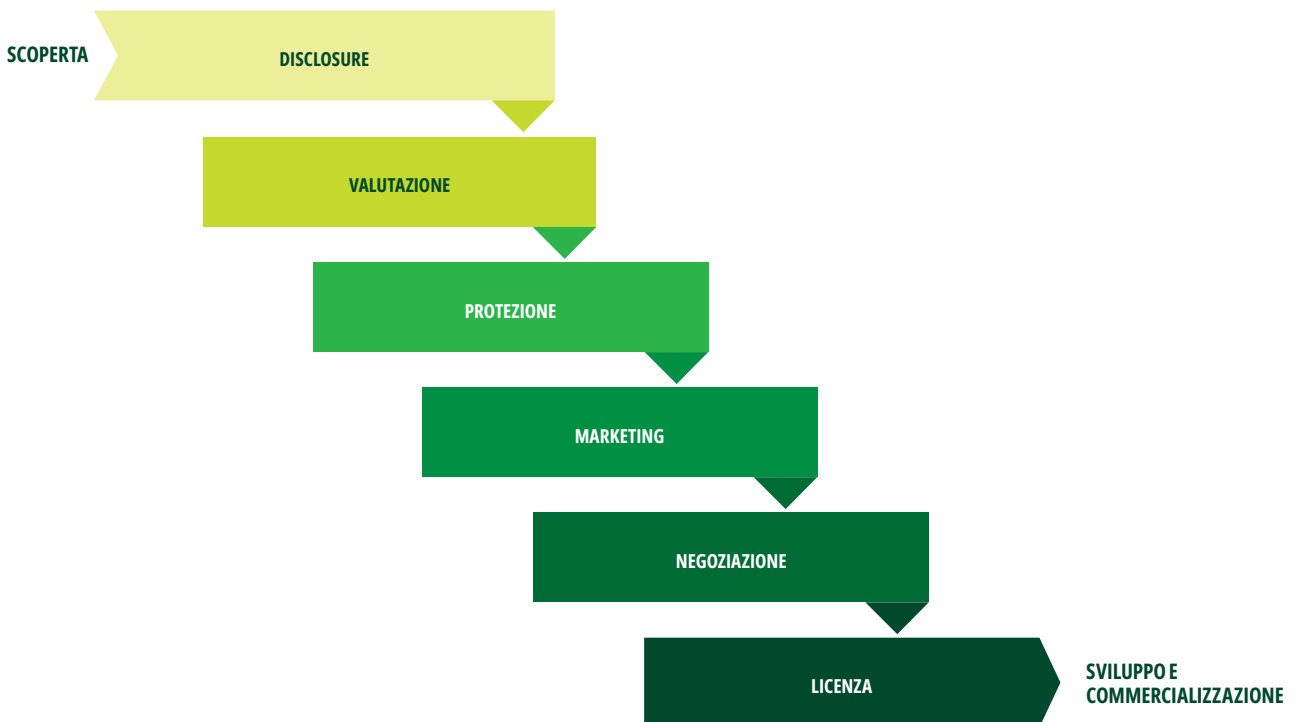 SCOPERTA
DISCLOSURE
VALUTAZIONE
PROTEZIONE
MARKETING
NEGOZIAZIONE
LICENZA
SVILUPPO E
COMMERCIALIZZAZIONE